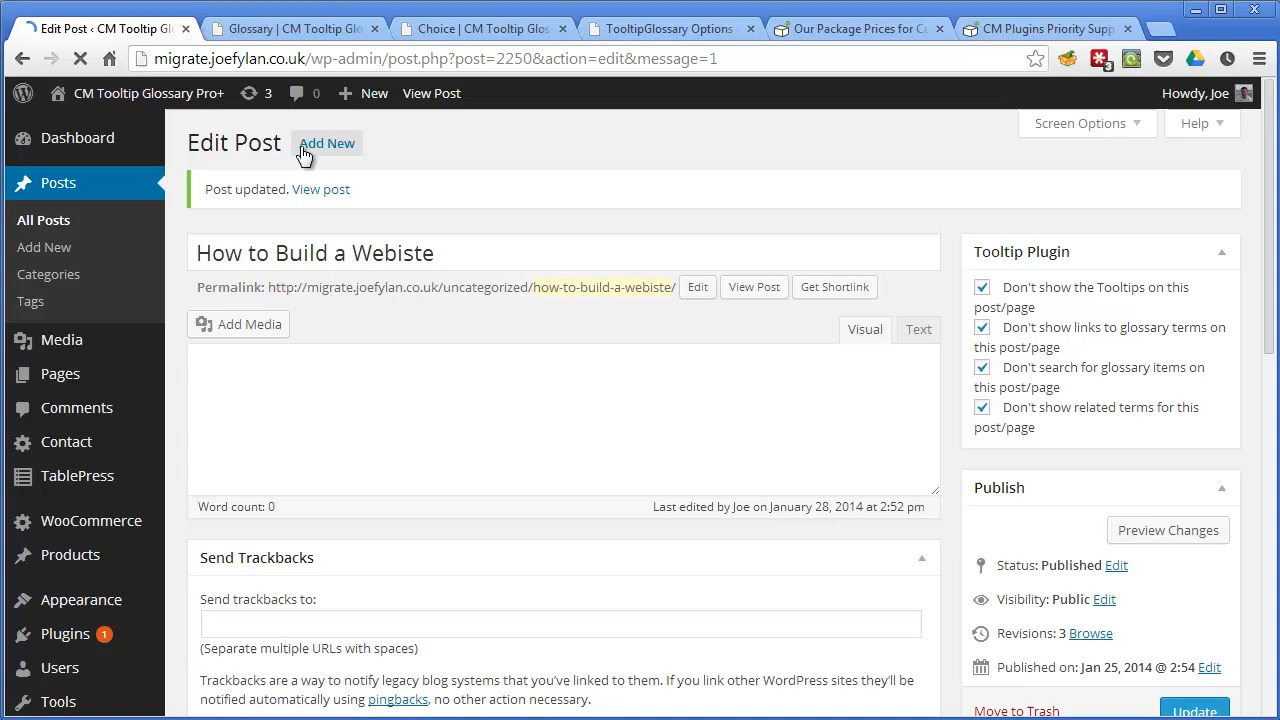 Edit Post ‹ CM Tooltip Gl
Glossary | CM Tooltip Glo
Choice | CM Tooltip Glos
TooltipGlossary Options
Our Package Prices for C
CM Plugins Priority Supp
migrate.joefylan.co.uk/wp-admin/post.php?post=2250&action=edit&message=1
3
CM Tooltip Glossary Pro+
3
0
New
View Post
Howdy, Joe
Dashboard
Posts
All Posts
Add New
Categories
Tags
Media
Pages
Comments
Contact
TablePress
WooCommerce
Products
Appearance
Plugins 1
Users
Tools
Screen Options
Help
Edit Post
Add New
Post updated. View post
How to Build a Webiste
Permalink: http://migrate.joefylan.co.uk/uncategorized/how-to-build-a-webiste/
Edit
View Post
Get Shortlink
Add Media
Visual
Text
Word count: 0
Last edited by Joe on January 28, 2014 at 2:52 pm
Send Trackbacks
Send trackbacks to:
(Separate multiple URLs with spaces)
Trackbacks are a way to notify legacy blog systems that you've linked to them. If you link other WordPress sites they'll be
notified automatically using pingbacks, no other action necessary.
Tooltip Plugin
Don't show the Tooltips on this
post/page
Don't show links to glossary terms on
this post/page
Don't search for glossary items on
this post/page
Don't show related terms for this
post/page
Publish
Preview Changes
Status: Published Edit
Visibility: Public Edit
Revisions: 3 Browse
Published on: Jan 25, 2014 @ 2:54 Edit
Move to Trash
Update